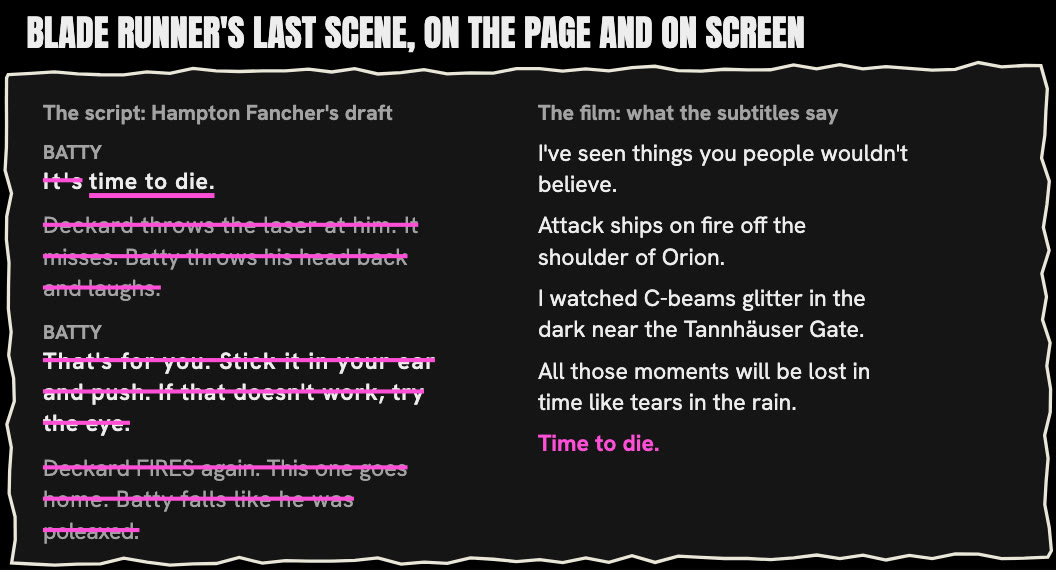 BLADE RUNNER'S LAST SCENE, ON THE PAGE AND ON SCREEN
The script: Hampton Fancher's draft
BATTY
It's time to die.
Deckard throws the laser at him. It
misses. Batty throws his head back
and laughs.
BATTY
That's for you. Stick it in your ear
and push. If that doesn't work, try
the eye.
Deckard FIRES again. This one goes
home. Batty falls like he was
poleaxed.
The film: what the subtitles say
I've seen things you people wouldn't
believe.
Attack ships on fire off the
shoulder of Orion.
I watched C-beams glitter in the
dark near the Tannhäuser Gate.
All those moments will be lost in
time like tears in the rain.
Time to die.